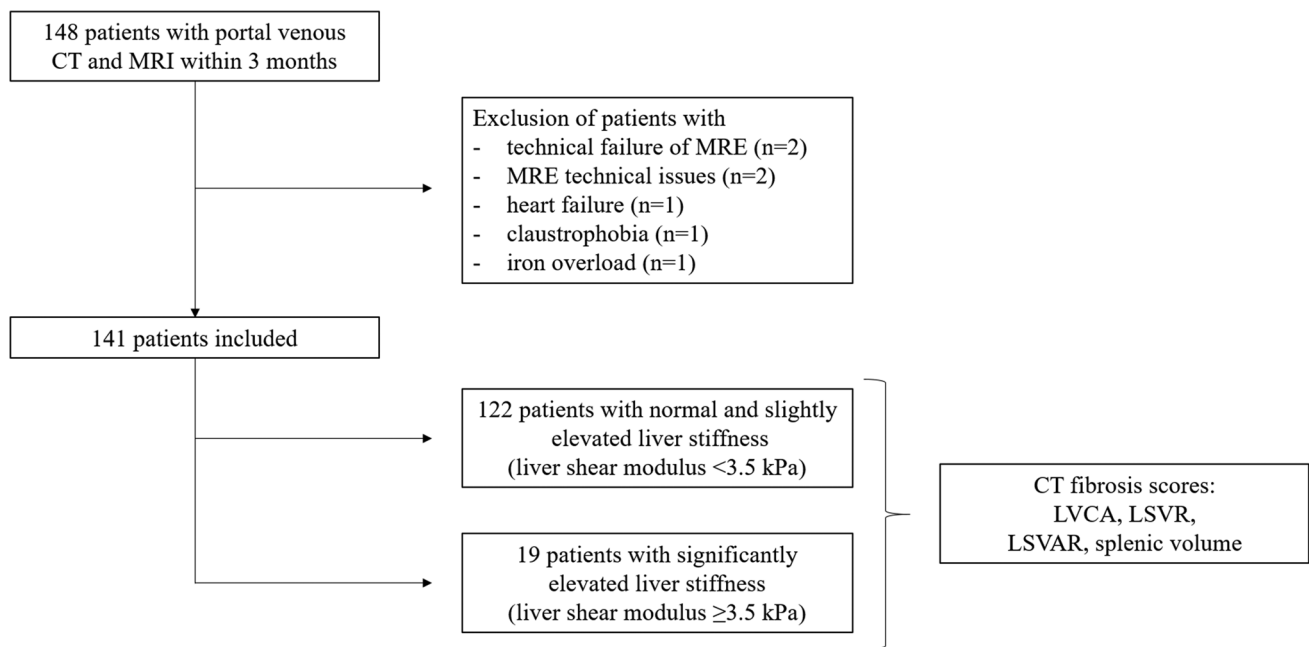 148 patients with portal venous
CT and MRI within 3 months
Exclusion of patients with
- technical failure of MRE (n=2)
- MRE technical issues (n=2)
- heart failure (n=1)
- claustrophobia (n=1)
- iron overload (n=1)
141 patients included
122 patients with normal and slightly
elevated liver stiffness
(liver shear modulus <3.5 kPa)
19 patients with significantly
elevated liver stiffness
(liver shear modulus ≥3.5 kPa)
CT fibrosis scores:
LVCA, LSVR,
LSVAR, splenic volume